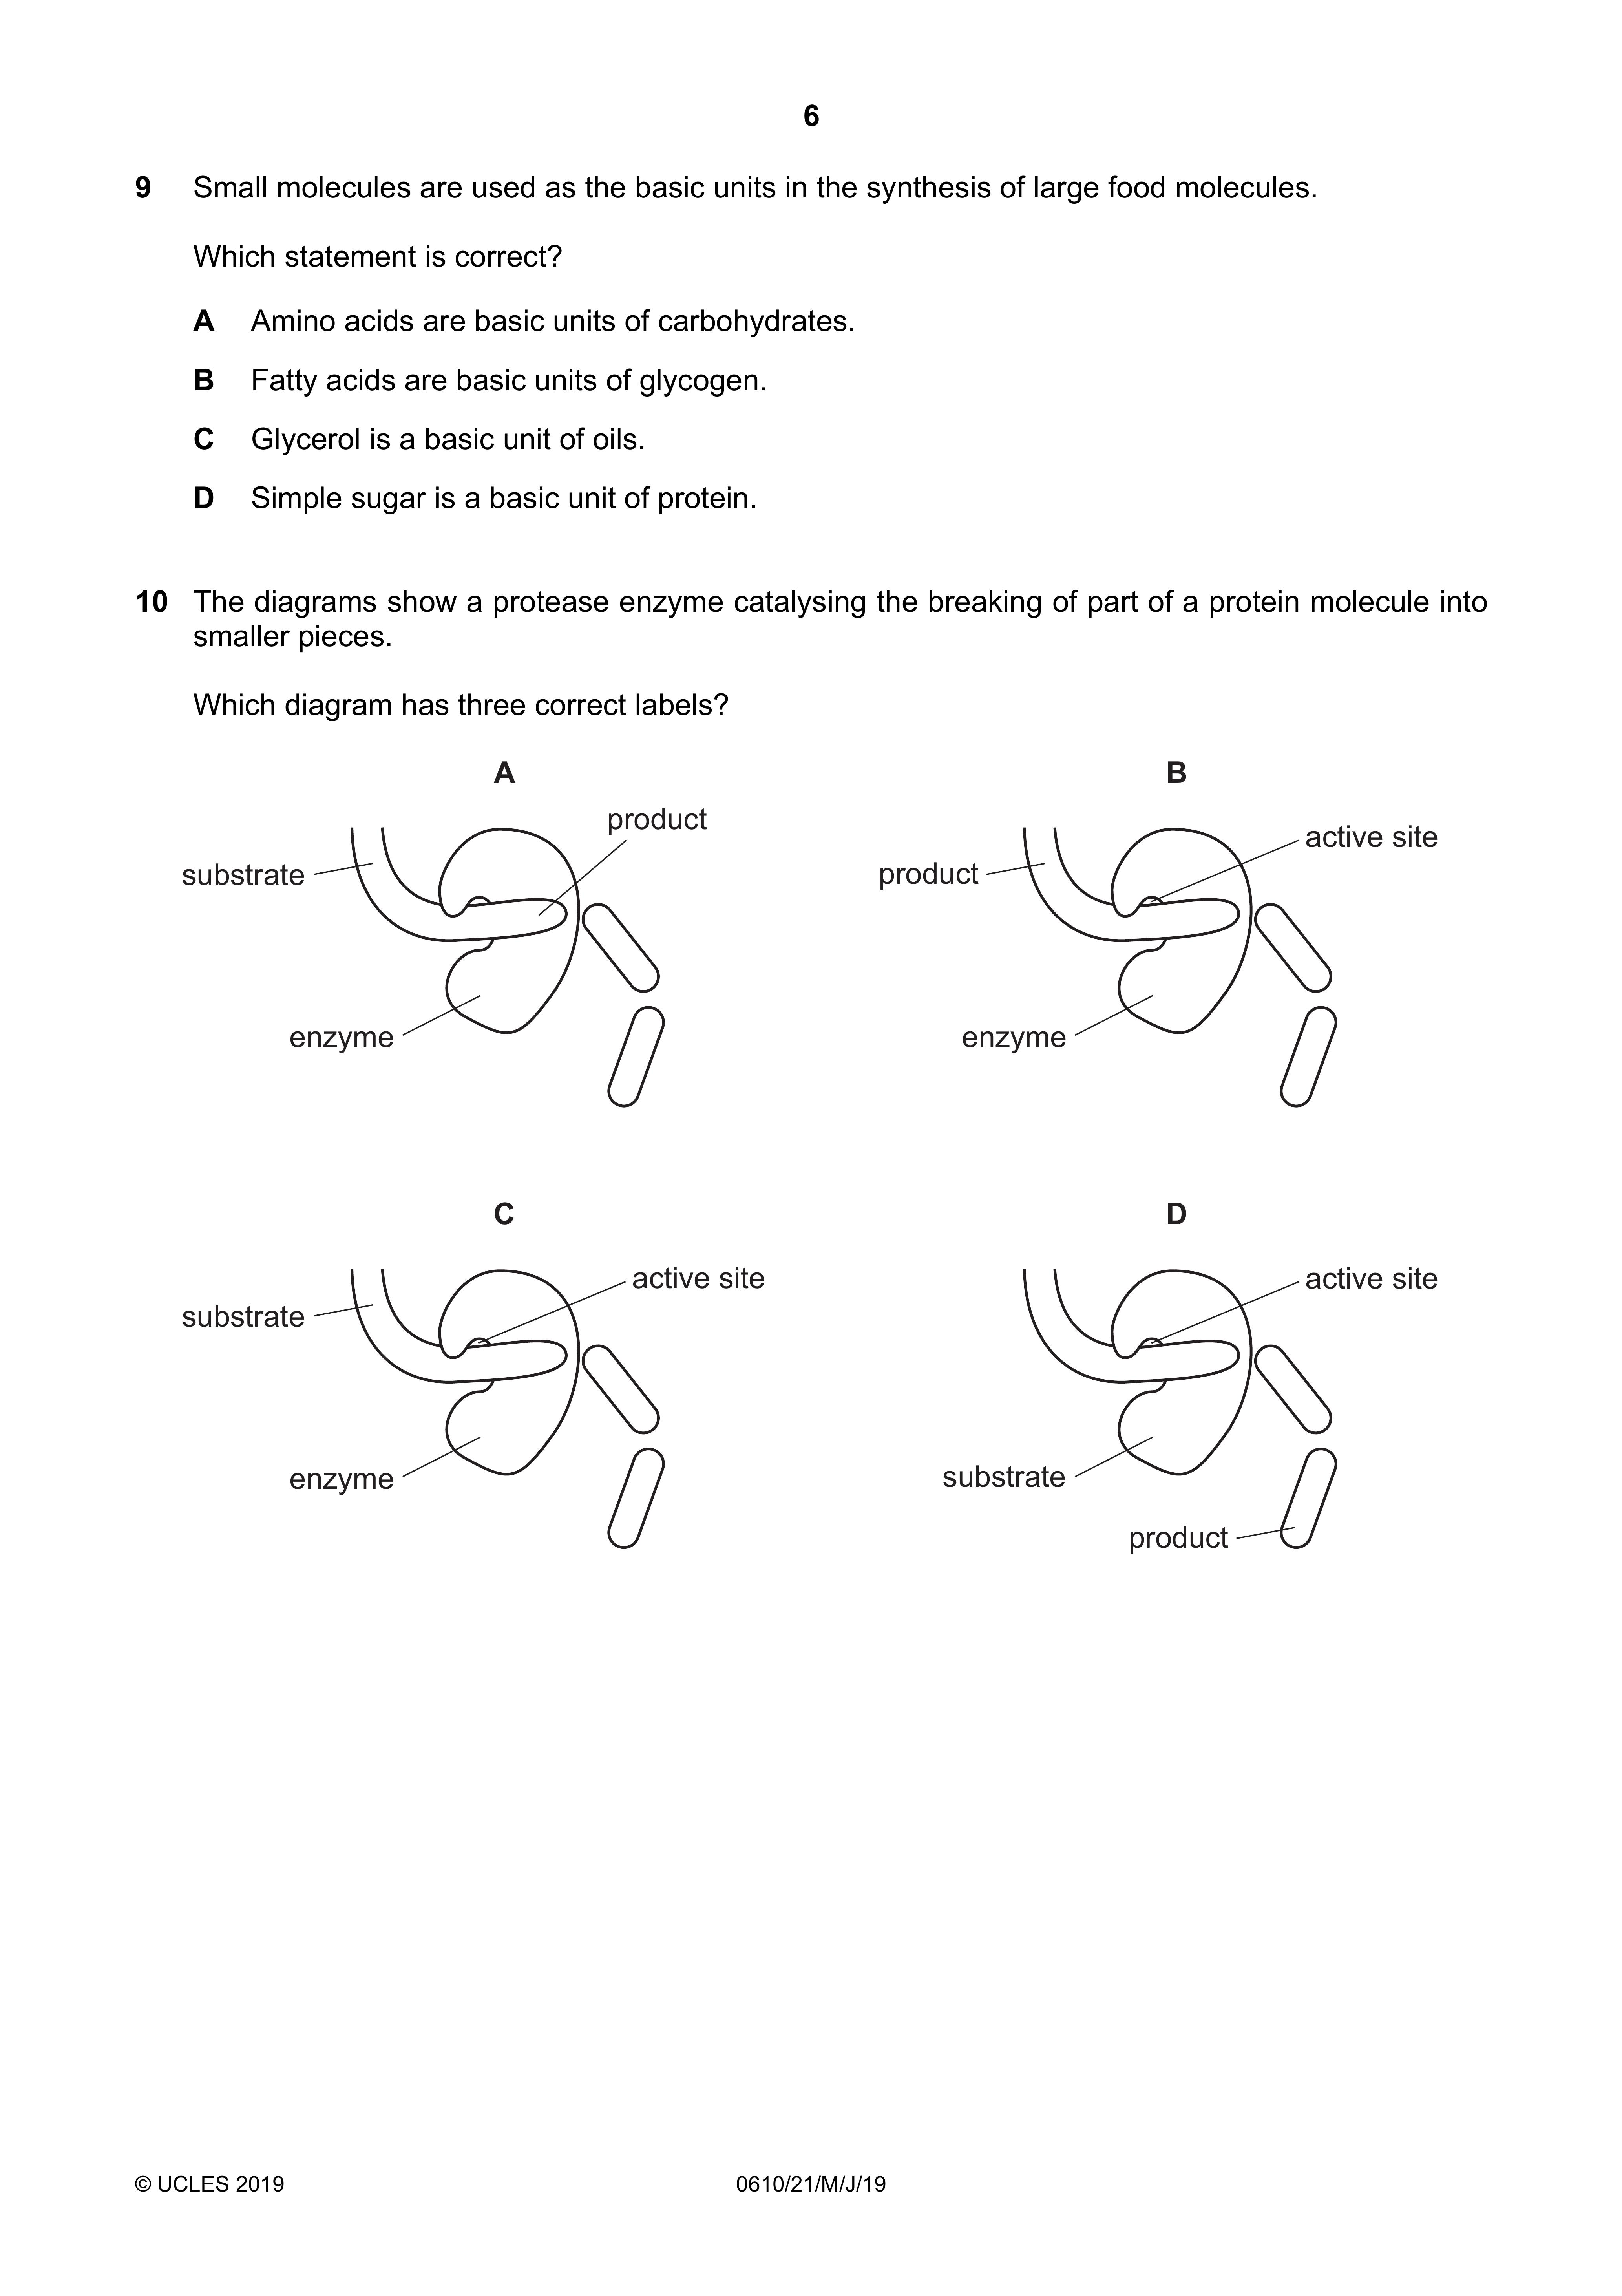 6
9 Small molecules are used as the basic units in the synthesis of large food molecules.
Which statement is correct?
A Amino acids are basic units of carbohydrates.
B Fatty acids are basic units of glycogen.
C Glycerol is a basic unit of oils.
D Simple sugar is a basic unit of protein.
10 The diagrams show a protease enzyme catalysing the breaking of part of a protein molecule into
smaller pieces.
Which diagram has three correct labels?
A
product
substrate
enzyme
B
active site
product
enzyme
C
active site
substrate
enzyme
D
active site
substrate
product
© UCLES 2019
0610/21/M/J/19